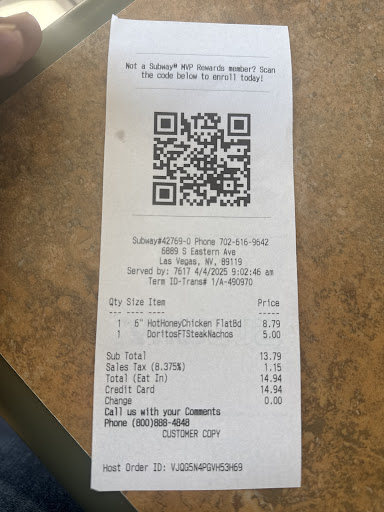 Not a Subway® MVP Rewards member? Scan
the code below to enroll today!
Subway#42769-0 Phone 702-616-9642
6889 S Eastern Ave
Las Vegas, NV, 89119
Served by: 7617 4/4/2025 9:02:46 am
Term ID-Trans# 1/A-490970
Qty Size Item Price
--- ---- ---- -----
1 6" HotHoneyChicken FlatBd 8.79
1 DoritosFTSteakNachos 5.00
Sub Total 13.79
Sales Tax (8.375%) 1.15
Total (Eat In) 14.94
Credit Card 14.94
Change 0.00
Call us with your Comments
Phone (800)888-4848
CUSTOMER COPY
Host Order ID: VJQG5N4PGVH53H69